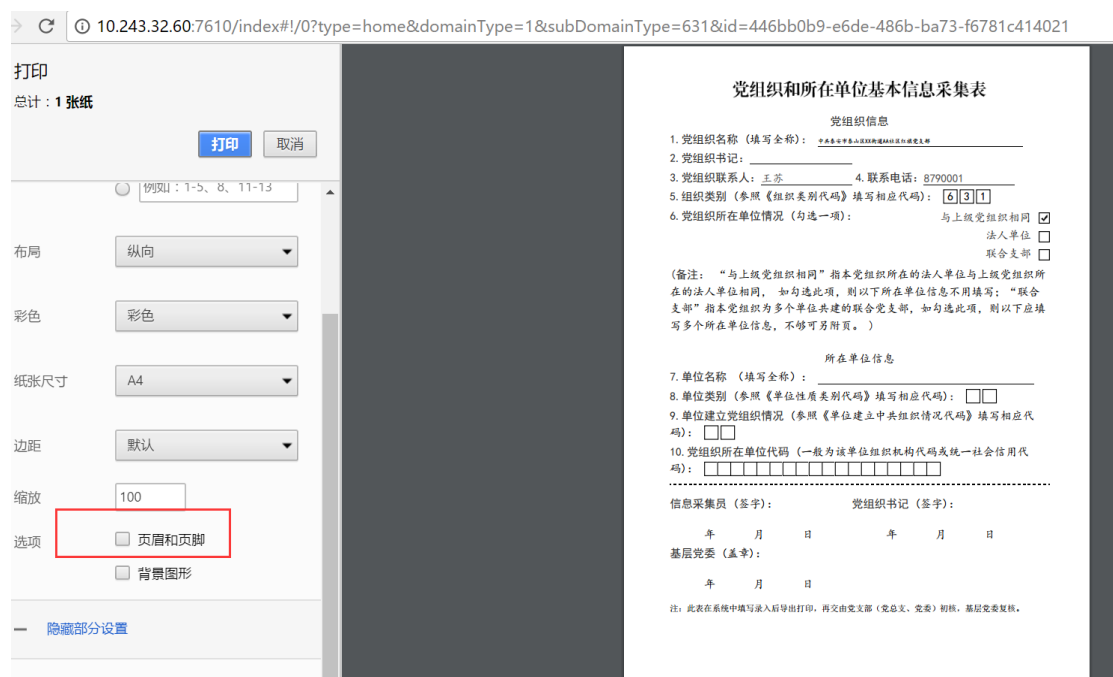 10.243.32.60:7610/index#!/0?type=home&domainType=1&subDomainType=631&id=446bb0b9-e6de-486b-ba73-f6781c414021
打印
总计：1 张纸
打印 取消
例如：1-5、8、11-13
布局 纵向
彩色 彩色
纸张尺寸 A4
边距 默认
缩放 100
选项 页眉和页脚
背景图形
隐藏部分设置
党组织和所在单位基本信息采集表
党组织信息
1. 党组织名称（填写全称）： 中共泰安市泰山区XX街道AA社区红旗党支部
2. 党组织书记：
3. 党组织联系人： 王苏 4. 联系电话： 8790001
5. 组织类别（参照《组织类别代码》填写相应代码）： 6 3 1
6. 党组织所在单位情况（勾选一项）： 与上级党组织相同
法人单位
联合支部
（备注： “与上级党组织相同”指本党组织所在的法人单位与上级党组织所
在的法人单位相同， 如勾选此项，则以下所在单位信息不用填写；“联合
支部”指本党组织为多个单位共建的联合党支部，如勾选此项，则以下应填
写多个所在单位信息，不够可另附页。 ）
所在单位信息
7. 单位名称 （填写全称）：
8. 单位类别（参照《单位性质类别代码》填写相应代码）：
9. 单位建立党组织情况（参照《单位建立中共组织情况代码》填写相应代
码）：
10. 党组织所在单位代码（一般为该单位组织机构代码或统一社会信用代
码）：
信息采集员（签字）： 党组织书记（签字）：
年 月 日 年 月 日
基层党委（盖章）：
年 月 日
注：此表在系统中填写录入后导出打印，再交由党支部（党总支、党委）初核、基层党委复核。